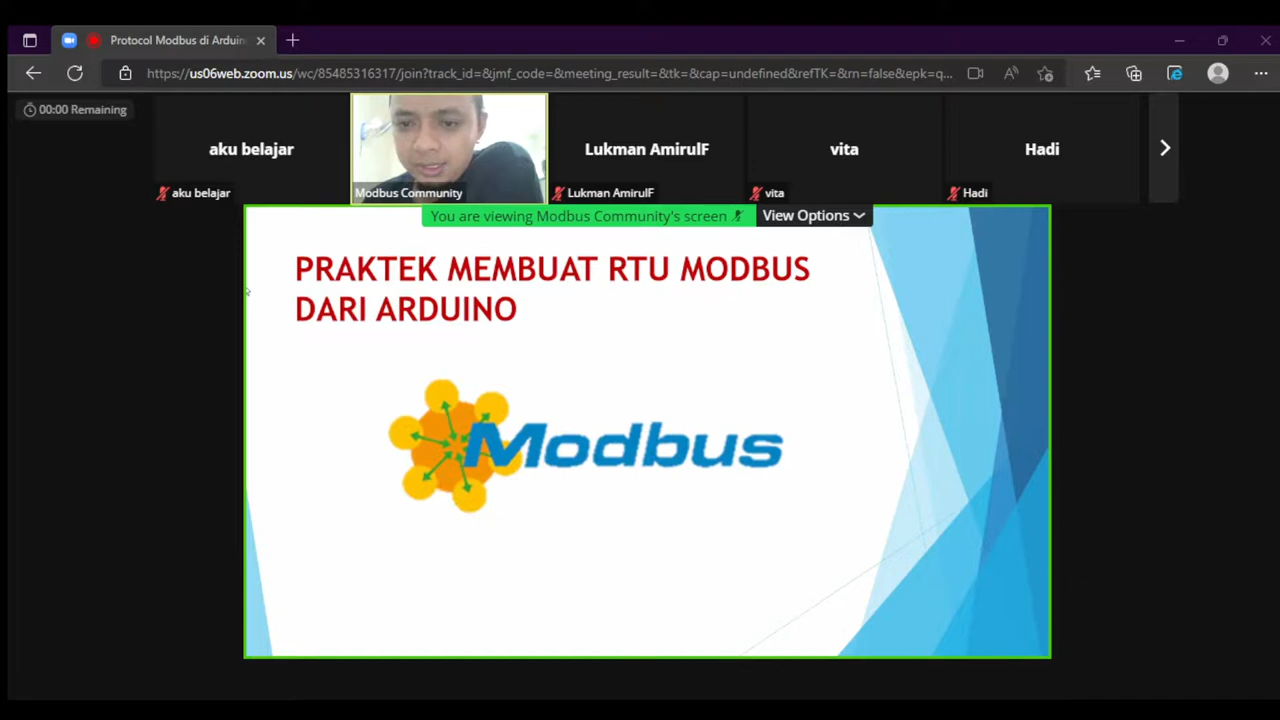 Protocol Modbus di Arduin
https://us06web.zoom.us/wc/85485316317/join?track_id=&jmf_code=&meeting_result=&tk=&cap=undefined&refTK=&rn=false&epk=q...
00:00 Remaining
aku belajar
Lukman AmirulF
vita
Hadi
aku belajar
Modbus Community
Lukman AmirulF
vita
Hadi
You are viewing Modbus Community's screen
View Options
PRAKTEK MEMBUAT RTU MODBUS
DARI ARDUINO
Modbus